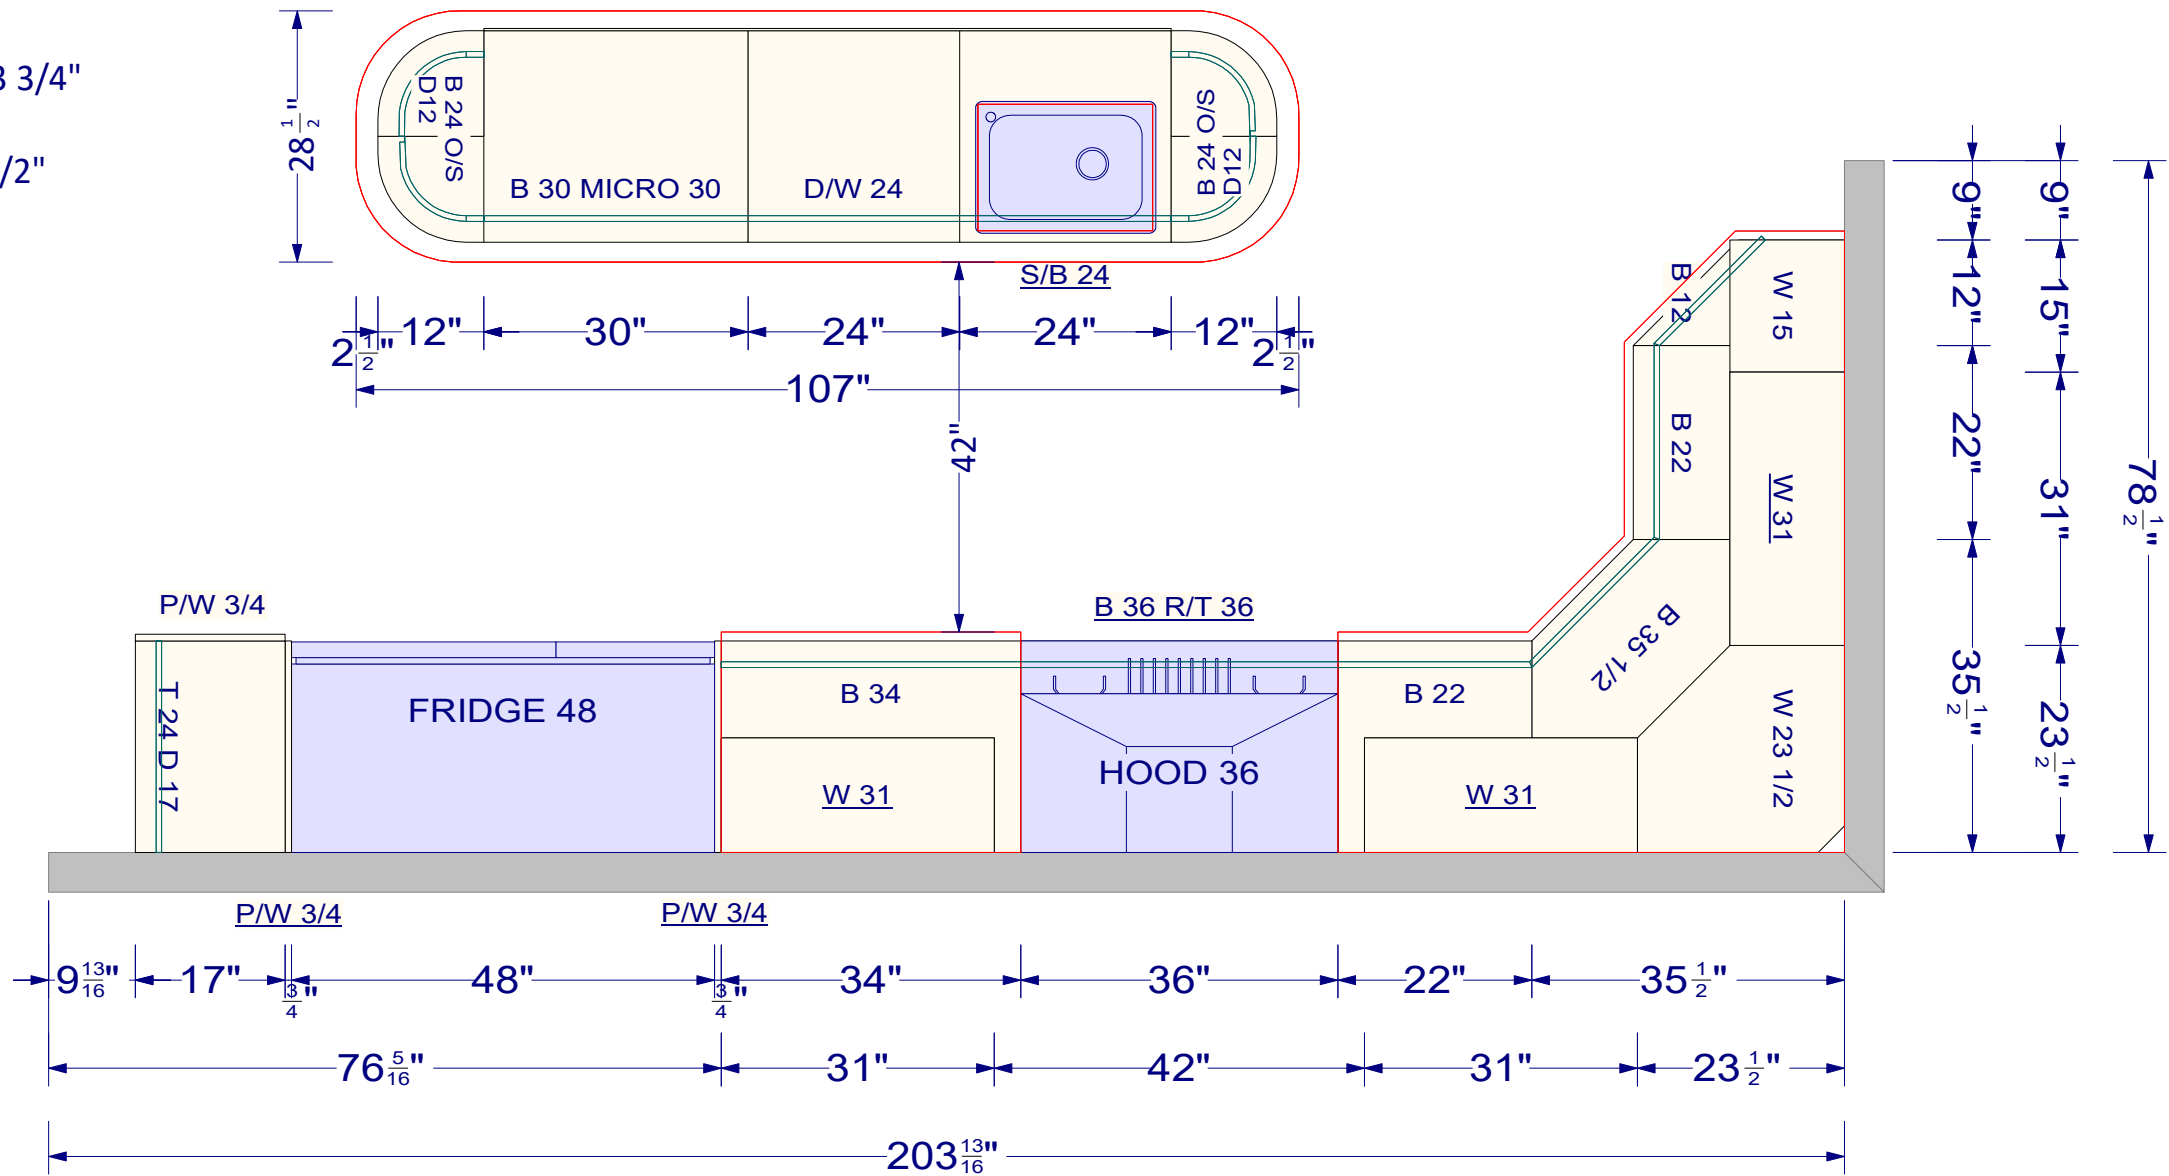 3/4"
/2"
28 1/2"
B 24 O/S
D12
B 30 MICRO 30
D/W 24
B 24 O/S
D12
S/B 24
12"
30"
24"
24"
12"
2 1/2"
2 1/2"
107"
42"
9"
9"
12"
15"
22"
31"
78 1/2"
35 1/2"
23 1/2"
B 12
W 15
B 22
W 31
B 35 1/2
W 23 1/2
P/W 3/4
B 36 R/T 36
T 24 D 17
FRIDGE 48
B 34
B 22
HOOD 36
W 31
W 31
P/W 3/4
P/W 3/4
9 13/16"
17"
3/4"
48"
3/4"
34"
36"
22"
35 1/2"
76 5/16"
31"
42"
31"
23 1/2"
203 13/16"